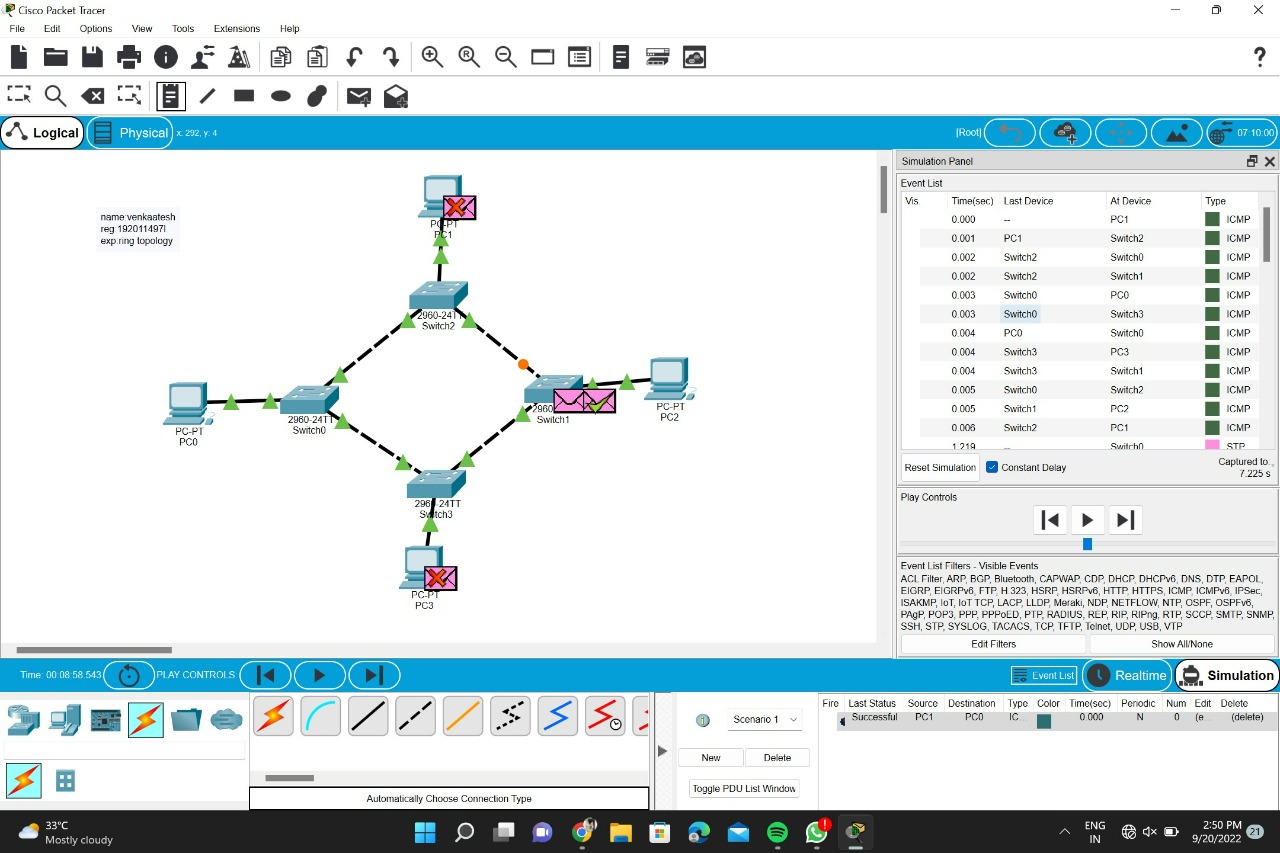 Cisco Packet Tracer
File Edit Options View Tools Extensions Help
Logical Physical x: 292, y: 4 [Root] 07:10:00
name:venkaatesh
reg:192011497l
exp:ring topology
PC-PT
PC1
2960-24TT
Switch2
PC-PT
PC0
2960-24TT
Switch0
2960
Switch1
PC-PT
PC2
2960-24TT
Switch3
PC-PT
PC3
Simulation Panel
Event List
Vis. Time(sec) Last Device At Device Type
0.000 -- PC1 ICMP
0.001 PC1 Switch2 ICMP
0.002 Switch2 Switch0 ICMP
0.002 Switch2 Switch1 ICMP
0.003 Switch0 PC0 ICMP
0.003 Switch0 Switch3 ICMP
0.004 PC0 Switch0 ICMP
0.004 Switch3 PC3 ICMP
0.004 Switch3 Switch1 ICMP
0.005 Switch0 Switch2 ICMP
0.005 Switch1 PC2 ICMP
0.006 Switch2 PC1 ICMP
1.219 -- Switch0 STP
Reset Simulation Constant Delay Captured to..
7.225 s
Play Controls
Event List Filters - Visible Events
ACL Filter, ARP, BGP, Bluetooth, CAPWAP, CDP, DHCP, DHCPv6, DNS, DTP, EAPOL,
EIGRP, EIGRPv6, FTP, H.323, HSRP, HSRPv6, HTTP, HTTPS, ICMP, ICMPv6, IPSec,
ISAKMP, IoT, IoT TCP, LACP, LLDP, Meraki, NDP, NETFLOW, NTP, OSPF, OSPFv6,
PAgP, POP3, PPP, PPPoED, PTP, RADIUS, REP, RIP, RIPng, RTP, SCCP, SMTP, SNMP,
SSH, STP, SYSLOG, TACACS, TCP, TFTP, Telnet, UDP, USB, VTP
Edit Filters Show All/None
Time: 00:08:58.543 PLAY CONTROLS: Event List Realtime Simulation
Scenario 1
New Delete
Toggle PDU List Window
Automatically Choose Connection Type
Fire Last Status Source Destination Type Color Time(sec) Periodic Num Edit Delete
Successful PC1 PC0 IC... 0.000 N 0 (e... (delete)
33°C
Mostly cloudy
ENG
IN
2:50 PM
9/20/2022
21